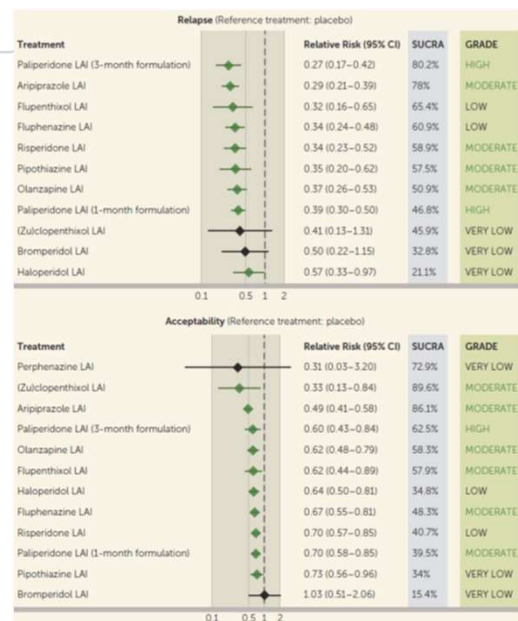 Relapse (Reference treatment: placebo)
Treatment Relative Risk (95% CI) SUCRA GRADE
Paliperidone LAI (3-month formulation) 0.27 (0.17–0.42) 80.2% HIGH
Aripiprazole LAI 0.29 (0.21–0.39) 78% MODERATE
Flupenthixol LAI 0.32 (0.16–0.65) 65.4% LOW
Fluphenazine LAI 0.34 (0.24–0.48) 60.9% LOW
Risperidone LAI 0.34 (0.23–0.52) 58.9% MODERATE
Pipothiazine LAI 0.35 (0.20–0.62) 57.5% MODERATE
Olanzapine LAI 0.37 (0.26–0.53) 50.9% MODERATE
Paliperidone LAI (1-month formulation) 0.39 (0.30–0.50) 46.8% HIGH
(Zu)clopenthixol LAI 0.41 (0.13–1.31) 45.9% VERY LOW
Bromperidol LAI 0.50 (0.22–1.15) 32.8% VERY LOW
Haloperidol LAI 0.57 (0.33–0.97) 21.1% VERY LOW
0.1 0.5 1 2
Acceptability (Reference treatment: placebo)
Treatment Relative Risk (95% CI) SUCRA GRADE
Perphenazine LAI 0.31 (0.03–3.20) 72.9% VERY LOW
(Zu)clopenthixol LAI 0.33 (0.13–0.84) 89.6% MODERATE
Aripiprazole LAI 0.49 (0.41–0.58) 86.1% MODERATE
Paliperidone LAI (3-month formulation) 0.60 (0.43–0.84) 62.5% HIGH
Olanzapine LAI 0.62 (0.48–0.79) 58.3% MODERATE
Flupenthixol LAI 0.62 (0.44–0.89) 57.9% MODERATE
Haloperidol LAI 0.64 (0.50–0.81) 34.8% LOW
Fluphenazine LAI 0.67 (0.55–0.81) 48.3% MODERATE
Risperidone LAI 0.70 (0.57–0.85) 40.7% LOW
Paliperidone LAI (1-month formulation) 0.70 (0.58–0.85) 39.5% MODERATE
Pipothiazine LAI 0.73 (0.56–0.96) 34% VERY LOW
Bromperidol LAI 1.03 (0.51–2.06) 15.4% VERY LOW
0.1 0.5 1 2